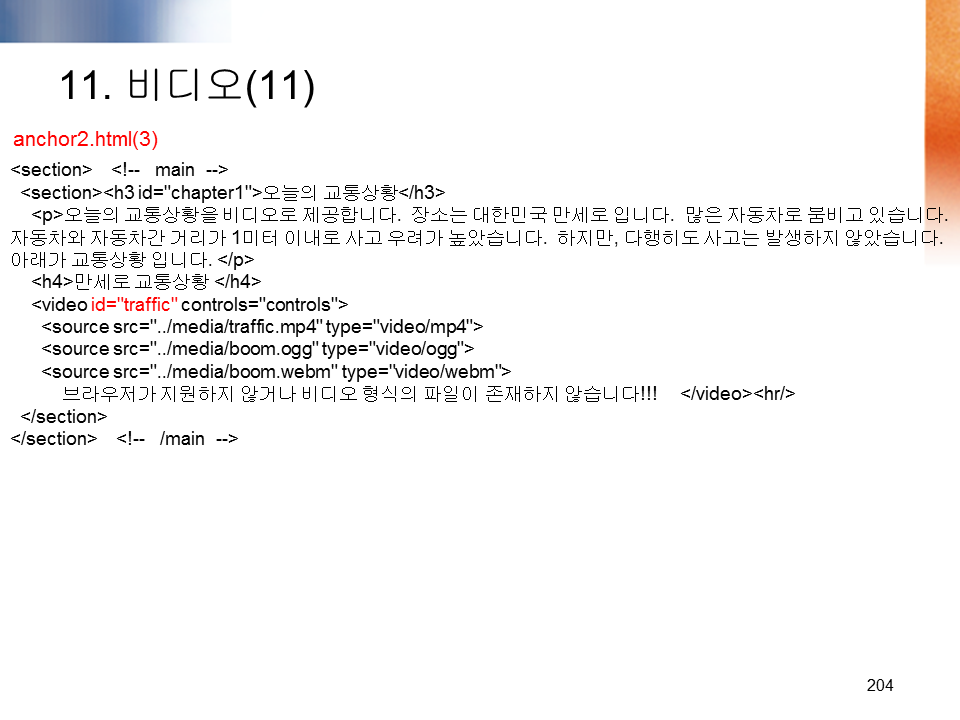 11. 비디오(11)
anchor2.html(3)
<section>    <!--   main  -->
  <section><h3 id="chapter1">오늘의 교통상황</h3>
    <p>오늘의 교통상황을 비디오로 제공합니다.  장소는 대한민국 만세로 입니다.  많은 자동차로 붐비고 있습니다.
자동차와 자동차간 거리가 1미터 이내로 사고 우려가 높았습니다.  하지만, 다행히도 사고는 발생하지 않았습니다.
아래가 교통상황 입니다. </p>
    <h4>만세로 교통상황 </h4>
    <video id="traffic" controls="controls">
      <source src="../media/traffic.mp4" type="video/mp4">
      <source src="../media/boom.ogg" type="video/ogg">
      <source src="../media/boom.webm" type="video/webm">
          브라우저가 지원하지 않거나 비디오 형식의 파일이 존재하지 않습니다!!!     </video><hr/>
  </section>
</section>    <!--   /main  -->
204